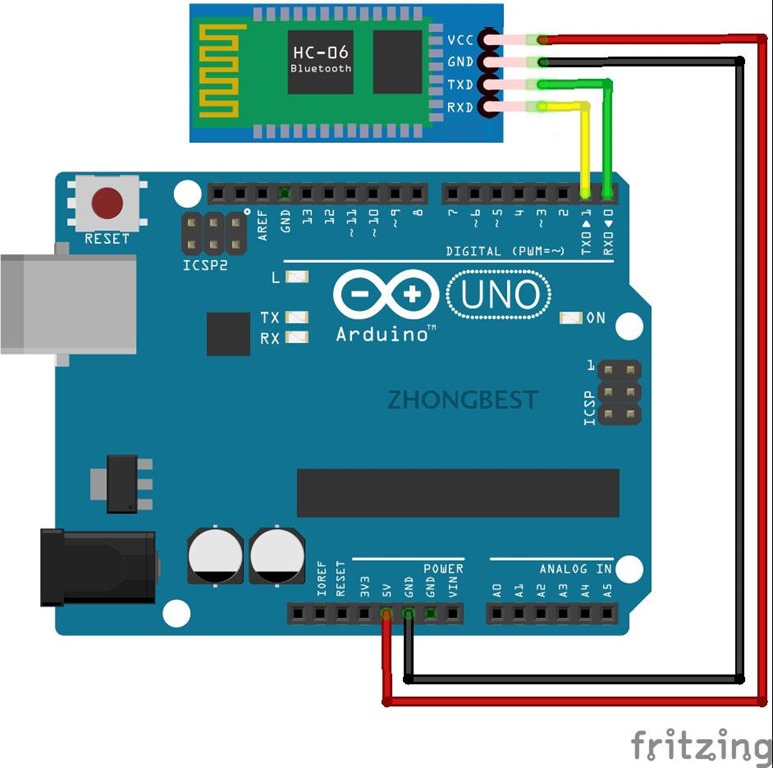 HC-06
Bluetooth
VCC
GND
TXD
RXD
RESET
ICSP2
AREF
GND
13
12
~11
~10
~9
8
7
~6
~5
4
~3
2
TX0▶1
RX0◀0
DIGITAL (PWM=~)
L
TX
RX
Arduino™
UNO
ON
1
ICSP
ZHONGBEST
POWER
ANALOG IN
IOREF
RESET
3V3
5V
GND
GND
VIN
A0
A1
A2
A3
A4
A5
fritzing